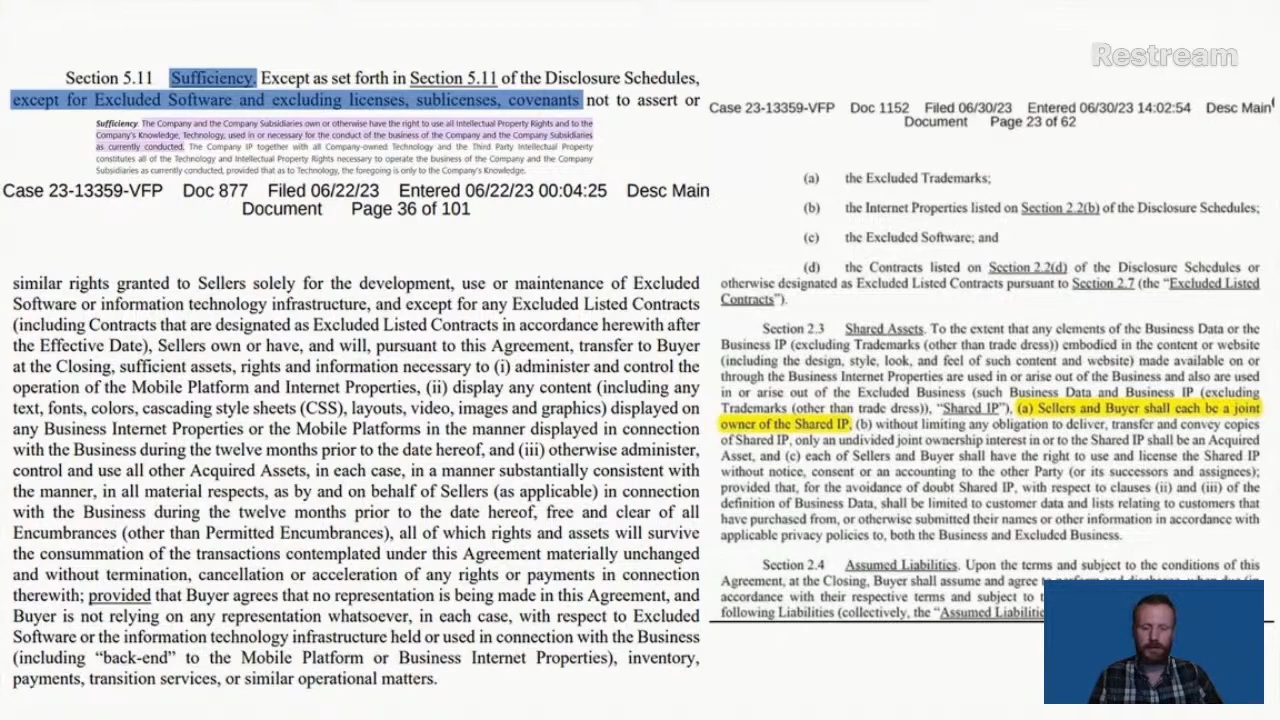 Restream
Section 5.11 Sufficiency. Except as set forth in Section 5.11 of the Disclosure Schedules,
except for Excluded Software and excluding licenses, sublicenses, covenants not to assert or
Sufficiency. The Company and the Company Subsidiaries own or otherwise have the right to use all Intellectual Property Rights and to the
Company's Knowledge, Technology, used in or necessary for the conduct of the business of the Company and the Company Subsidiaries
as currently conducted. The Company IP together with all Company-owned Technology and the Third Party Intellectual Property
constitutes all of the Technology and Intellectual Property Rights necessary to operate the business of the Company and the Company
Subsidiaries as currently conducted, provided that as to Technology, the foregoing is only to the Company's Knowledge.
Case 23-13359-VFP Doc 877 Filed 06/22/23 Entered 06/22/23 00:04:25 Desc Main
Document Page 36 of 101
similar rights granted to Sellers solely for the development, use or maintenance of Excluded
Software or information technology infrastructure, and except for any Excluded Listed Contracts
(including Contracts that are designated as Excluded Listed Contracts in accordance herewith after
the Effective Date), Sellers own or have, and will, pursuant to this Agreement, transfer to Buyer
at the Closing, sufficient assets, rights and information necessary to (i) administer and control the
operation of the Mobile Platform and Internet Properties, (ii) display any content (including any
text, fonts, colors, cascading style sheets (CSS), layouts, video, images and graphics) displayed on
any Business Internet Properties or the Mobile Platforms in the manner displayed in connection
with the Business during the twelve months prior to the date hereof, and (iii) otherwise administer,
control and use all other Acquired Assets, in each case, in a manner substantially consistent with
the manner, in all material respects, as by and on behalf of Sellers (as applicable) in connection
with the Business during the twelve months prior to the date hereof, free and clear of all
Encumbrances (other than Permitted Encumbrances), all of which rights and assets will survive
the consummation of the transactions contemplated under this Agreement materially unchanged
and without termination, cancellation or acceleration of any rights or payments in connection
therewith; provided that Buyer agrees that no representation is being made in this Agreement, and
Buyer is not relying on any representation whatsoever, in each case, with respect to Excluded
Software or the information technology infrastructure held or used in connection with the Business
(including “back-end” to the Mobile Platform or Business Internet Properties), inventory,
payments, transition services, or similar operational matters.
Case 23-13359-VFP Doc 1152 Filed 06/30/23 Entered 06/30/23 14:02:54 Desc Main
Document Page 23 of 62
(a) the Excluded Trademarks;
(b) the Internet Properties listed on Section 2.2(b) of the Disclosure Schedules;
(c) the Excluded Software; and
(d) the Contracts listed on Section 2.2(d) of the Disclosure Schedules or
otherwise designated as Excluded Listed Contracts pursuant to Section 2.7 (the “Excluded Listed
Contracts”).
Section 2.3 Shared Assets. To the extent that any elements of the Business Data or the
Business IP (excluding Trademarks (other than trade dress)) embodied in the content or website
(including the design, style, look, and feel of such content and website) made available on or
through the Business Internet Properties are used in or arise out of the Business and also are used
in or arise out of the Excluded Business (such Business Data and Business IP (excluding
Trademarks (other than trade dress)), “Shared IP”), (a) Sellers and Buyer shall each be a joint
owner of the Shared IP, (b) without limiting any obligation to deliver, transfer and convey copies
of Shared IP, only an undivided joint ownership interest in or to the Shared IP shall be an Acquired
Asset, and (c) each of Sellers and Buyer shall have the right to use and license the Shared IP
without notice, consent or an accounting to the other Party (or its successors and assignees);
provided that, for the avoidance of doubt Shared IP, with respect to clauses (ii) and (iii) of the
definition of Business Data, shall be limited to customer data and lists relating to customers that
have purchased from, or otherwise submitted their names or other information in accordance with
applicable privacy policies to, both the Business and Excluded Business.
Section 2.4 Assumed Liabilities. Upon the terms and subject to the conditions of this
Agreement, at the Closing, Buyer shall assume and agree to
accordance with their respective terms and subject to
following Liabilities (collectively, the “Assumed